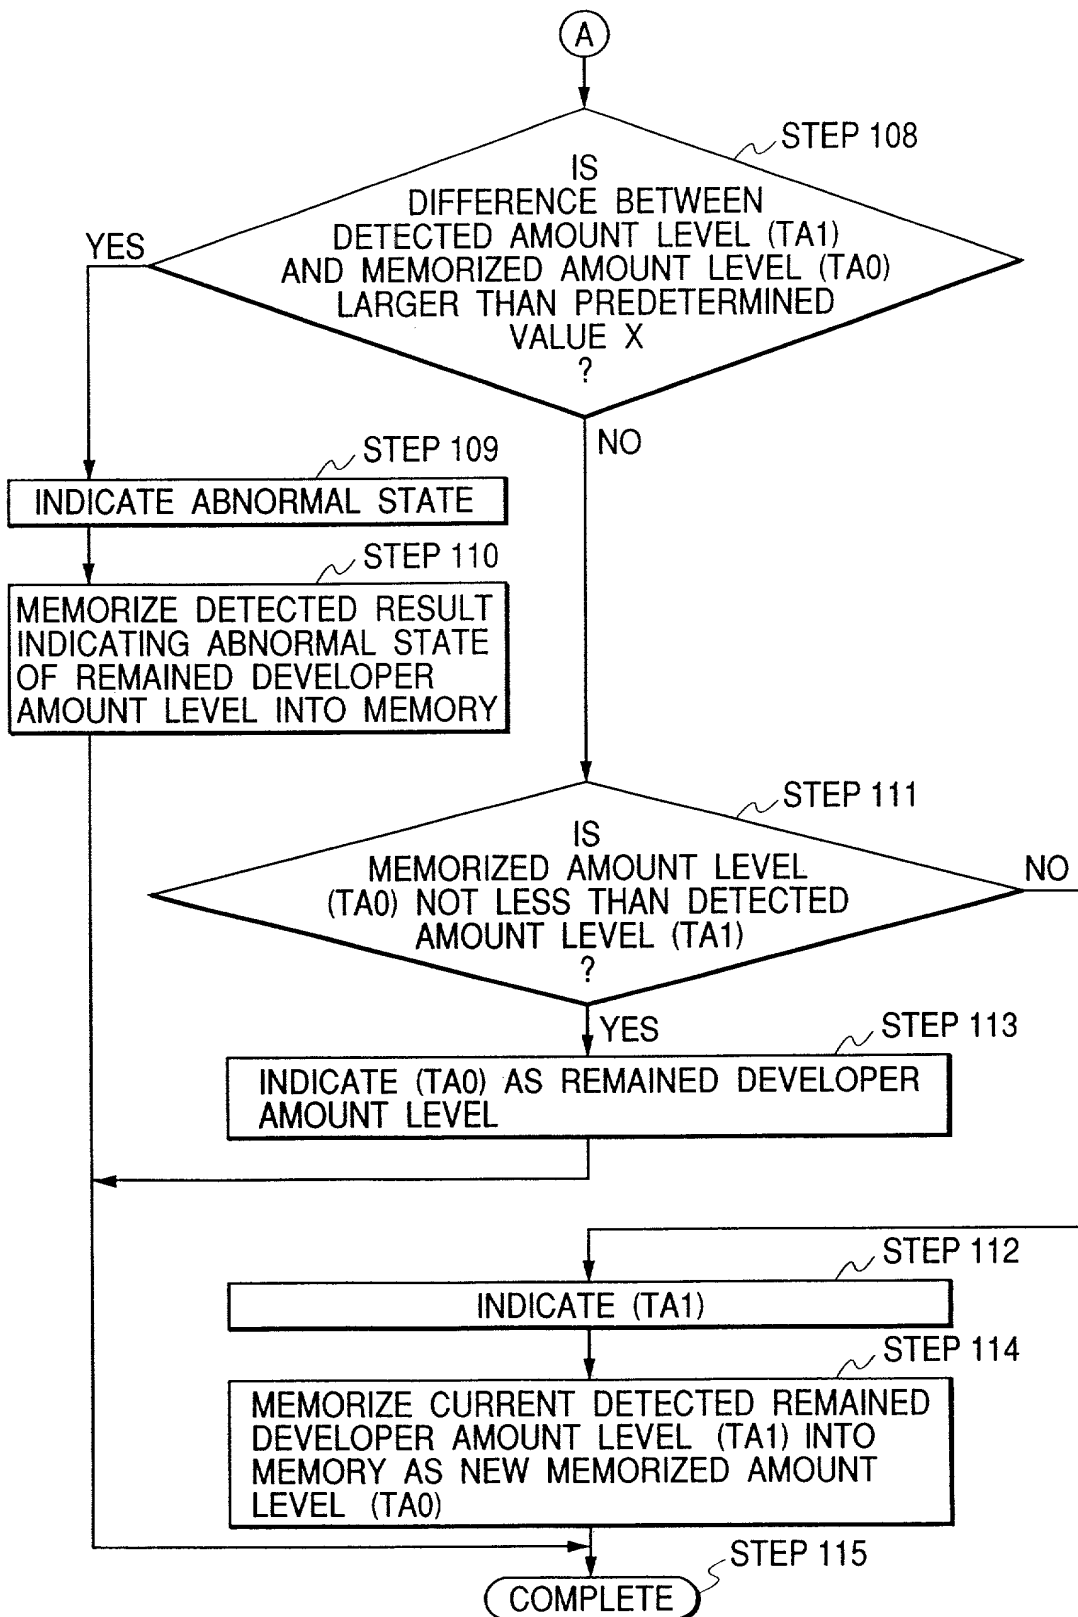 A
STEP 108
IS
DIFFERENCE BETWEEN
DETECTED AMOUNT LEVEL (TA1)
AND MEMORIZED AMOUNT LEVEL (TA0)
LARGER THAN PREDETERMINED
VALUE X
?
YES
NO
STEP 109
INDICATE ABNORMAL STATE
STEP 110
MEMORIZE DETECTED RESULT
INDICATING ABNORMAL STATE
OF REMAINED DEVELOPER
AMOUNT LEVEL INTO MEMORY
STEP 111
IS
MEMORIZED AMOUNT LEVEL
(TA0) NOT LESS THAN DETECTED
AMOUNT LEVEL (TA1)
?
NO
YES
STEP 113
INDICATE (TA0) AS REMAINED DEVELOPER
AMOUNT LEVEL
STEP 112
INDICATE (TA1)
STEP 114
MEMORIZE CURRENT DETECTED REMAINED
DEVELOPER AMOUNT LEVEL (TA1) INTO
MEMORY AS NEW MEMORIZED AMOUNT
LEVEL (TA0)
STEP 115
COMPLETE